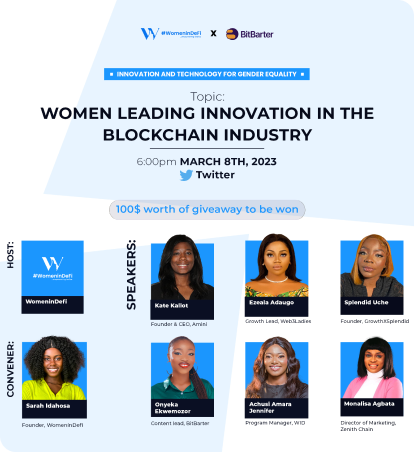 #WomeninDeFi X BitBarter
INNOVATION AND TECHNOLOGY FOR GENDER EQUALITY
Topic:
WOMEN LEADING INNOVATION IN THE
BLOCKCHAIN INDUSTRY
6:00pm MARCH 8TH, 2023
Twitter
100$ worth of giveaway to be won
HOST:
#WomeninDeFi
WomeninDefi
SPEAKERS:
Kate Kallot
Founder & CEO, Amini
Ezeala Adaugo
Growth Lead, Web3Ladies
Splendid Uche
Founder, GrowthXSplendid
CONVENER:
Sarah Idahosa
Founder, WomeninDeFi
Onyeka
Ekwemozor
Content lead, BitBarter
Achusi Amara
Jennifer
Program Manager, WID
Monalisa Agbata
Director of Marketing,
Zenith Chain